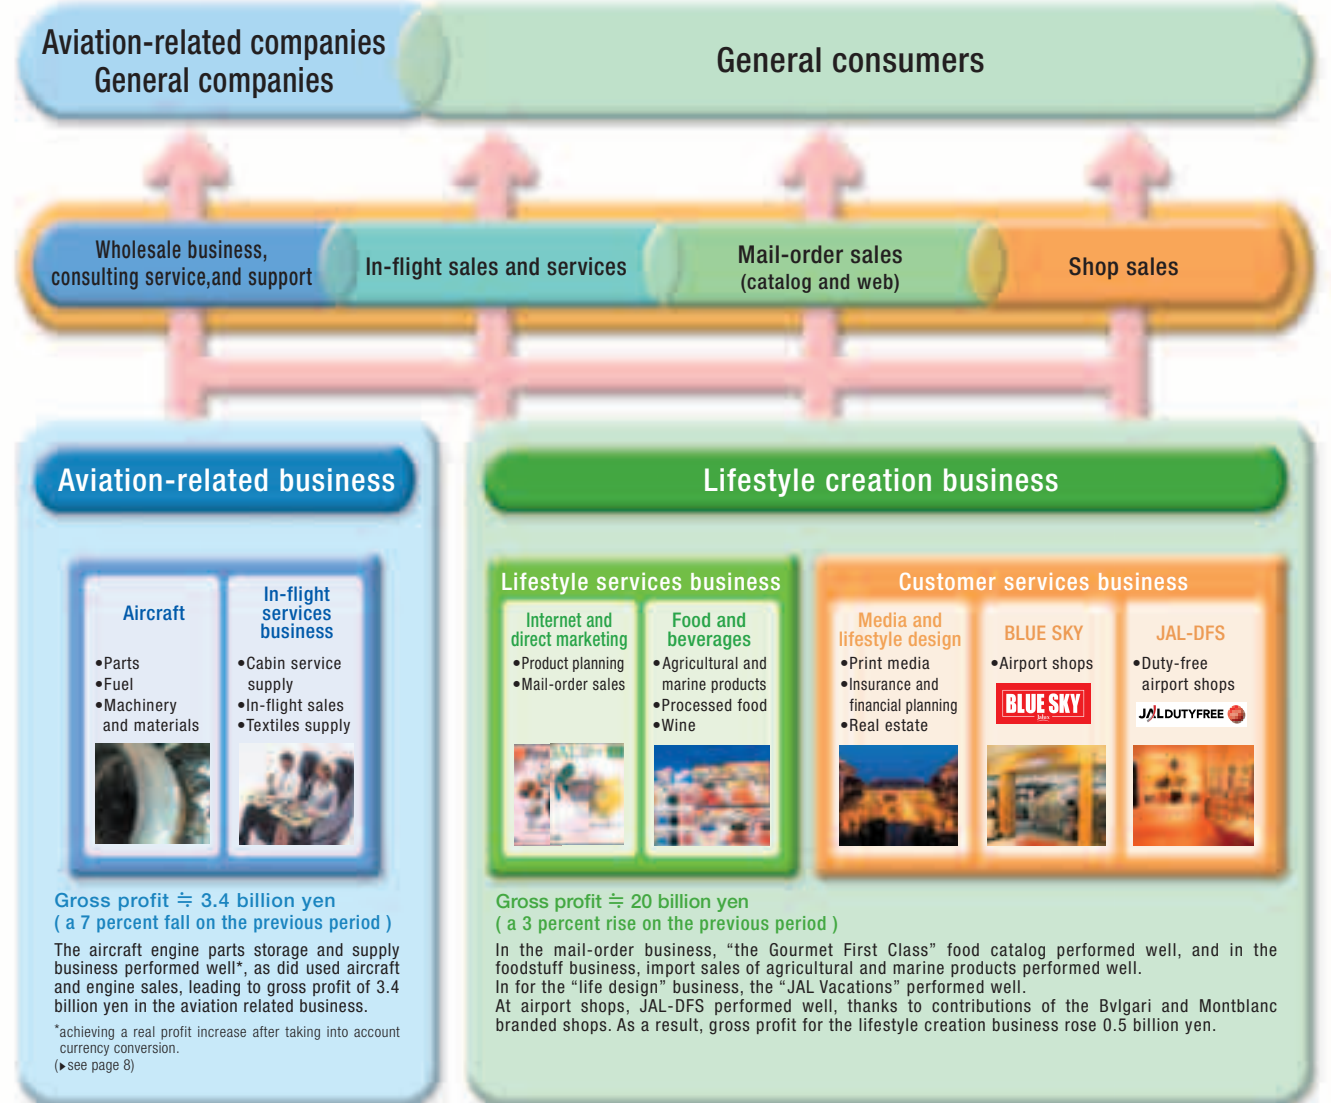 Aviation-related companies
General companies
General consumers
Wholesale business,
consulting service,and support
In-flight sales and services
Mail-order sales
(catalog and web)
Shop sales
Aviation-related business
Aircraft
•Parts
•Fuel
•Machinery
and materials
In-flight
services
business
•Cabin service
supply
•In-flight sales
•Textiles supply
Gross profit ≒ 3.4 billion yen
( a 7 percent fall on the previous period )
The aircraft engine parts storage and supply
business performed well*, as did used aircraft
and engine sales, leading to gross profit of 3.4
billion yen in the aviation related business.
*achieving a real profit increase after taking into account
currency conversion.
(▶see page 8)
Lifestyle creation business
Lifestyle services business
Internet and
direct marketing
•Product planning
•Mail-order sales
Food and
beverages
•Agricultural and
marine products
•Processed food
•Wine
Customer services business
Media and
lifestyle design
•Print media
•Insurance and
financial planning
•Real estate
BLUE SKY
•Airport shops
BLUE SKY
Jalux
JAL-DFS
•Duty-free
airport shops
JALDUTYFREE
Gross profit ≒ 20 billion yen
( a 3 percent rise on the previous period )
In the mail-order business, “the Gourmet First Class” food catalog performed well, and in the
foodstuff business, import sales of agricultural and marine products performed well.
In for the “life design” business, the “JAL Vacations” performed well.
At airport shops, JAL-DFS performed well, thanks to contributions of the Bvlgari and Montblanc
branded shops. As a result, gross profit for the lifestyle creation business rose 0.5 billion yen.